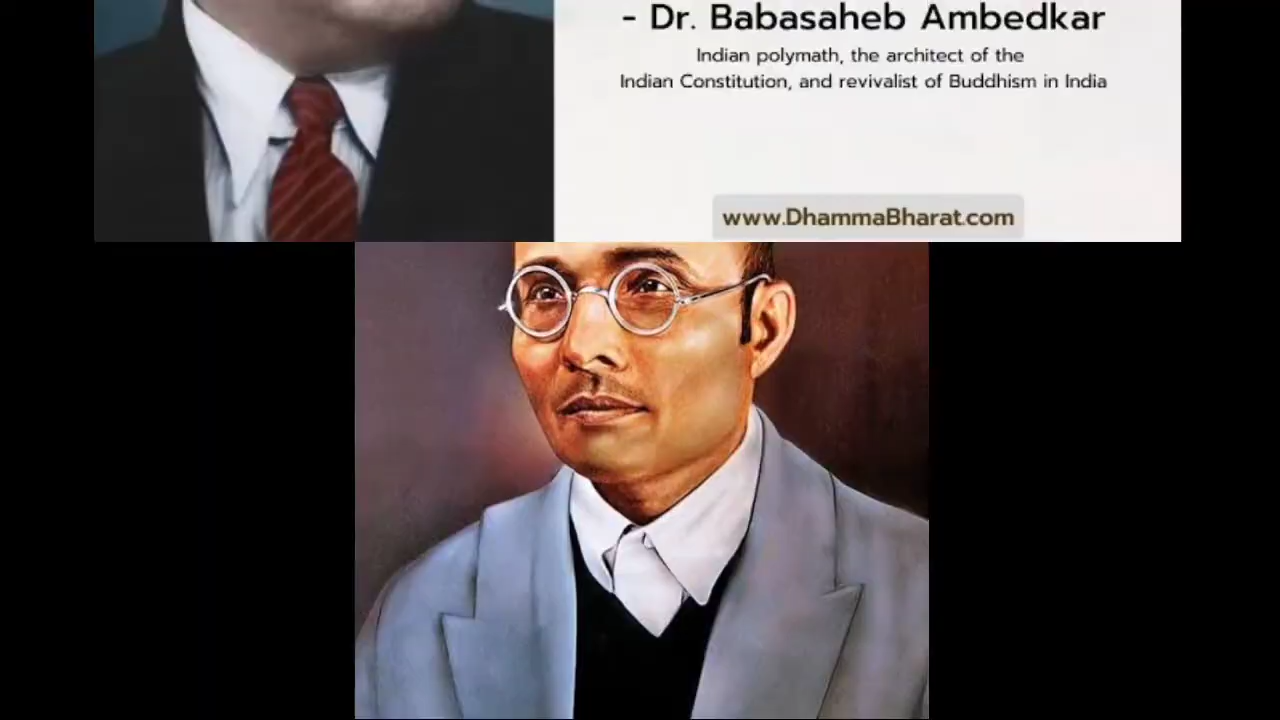 - Dr. Babasaheb Ambedkar
Indian polymath, the architect of the
Indian Constitution, and revivalist of Buddhism in India
www.DhammaBharat.com